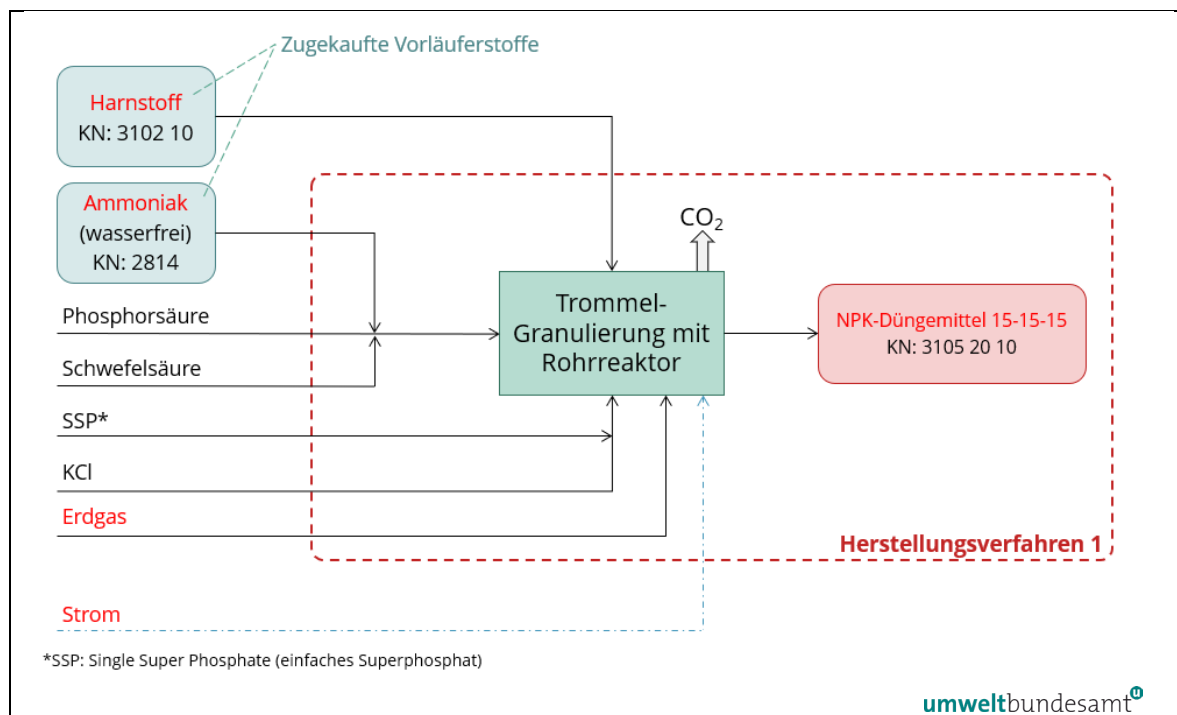 Zugekaufte Vorläuferstoffe
Harnstoff
KN: 3102 10
Ammoniak
(wasserfrei)
KN: 2814
CO₂
Phosphorsäure
Schwefelsäure
SSP*
KCl
Erdgas
Trommel-
Granulierung mit
Rohrreaktor
NPK-Düngemittel 15-15-15
KN: 3105 20 10
Herstellungsverfahren 1
Strom
*SSP: Single Super Phosphate (einfaches Superphosphat)
umweltbundesamt u